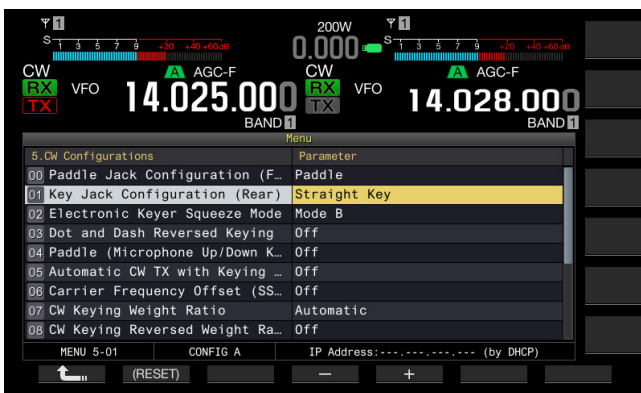 1 200W 1
S 1 3 5 7 9 +20 +40 +60dB 0.000 S 1 3 5 7 9 +20 +40 +60dB
CW A AGC-F CW A AGC-F
RX VFO 14.025.000 RX VFO 14.028.000
TX TX
BAND 1 BAND 1
Menu
5.CW Configurations Parameter
00 Paddle Jack Configuration (F… Paddle
01 Key Jack Configuration (Rear) Straight Key
02 Electronic Keyer Squeeze Mode Mode B
03 Dot and Dash Reversed Keying Off
04 Paddle (Microphone Up/Down K… Off
05 Automatic CW TX with Keying … Off
06 Carrier Frequency Offset (SS… Off
07 CW Keying Weight Ratio Automatic
08 CW Keying Reversed Weight Ra… Off
MENU 5-01 CONFIG A IP Address:---.---.---.--- (by DHCP)
(RESET) − +